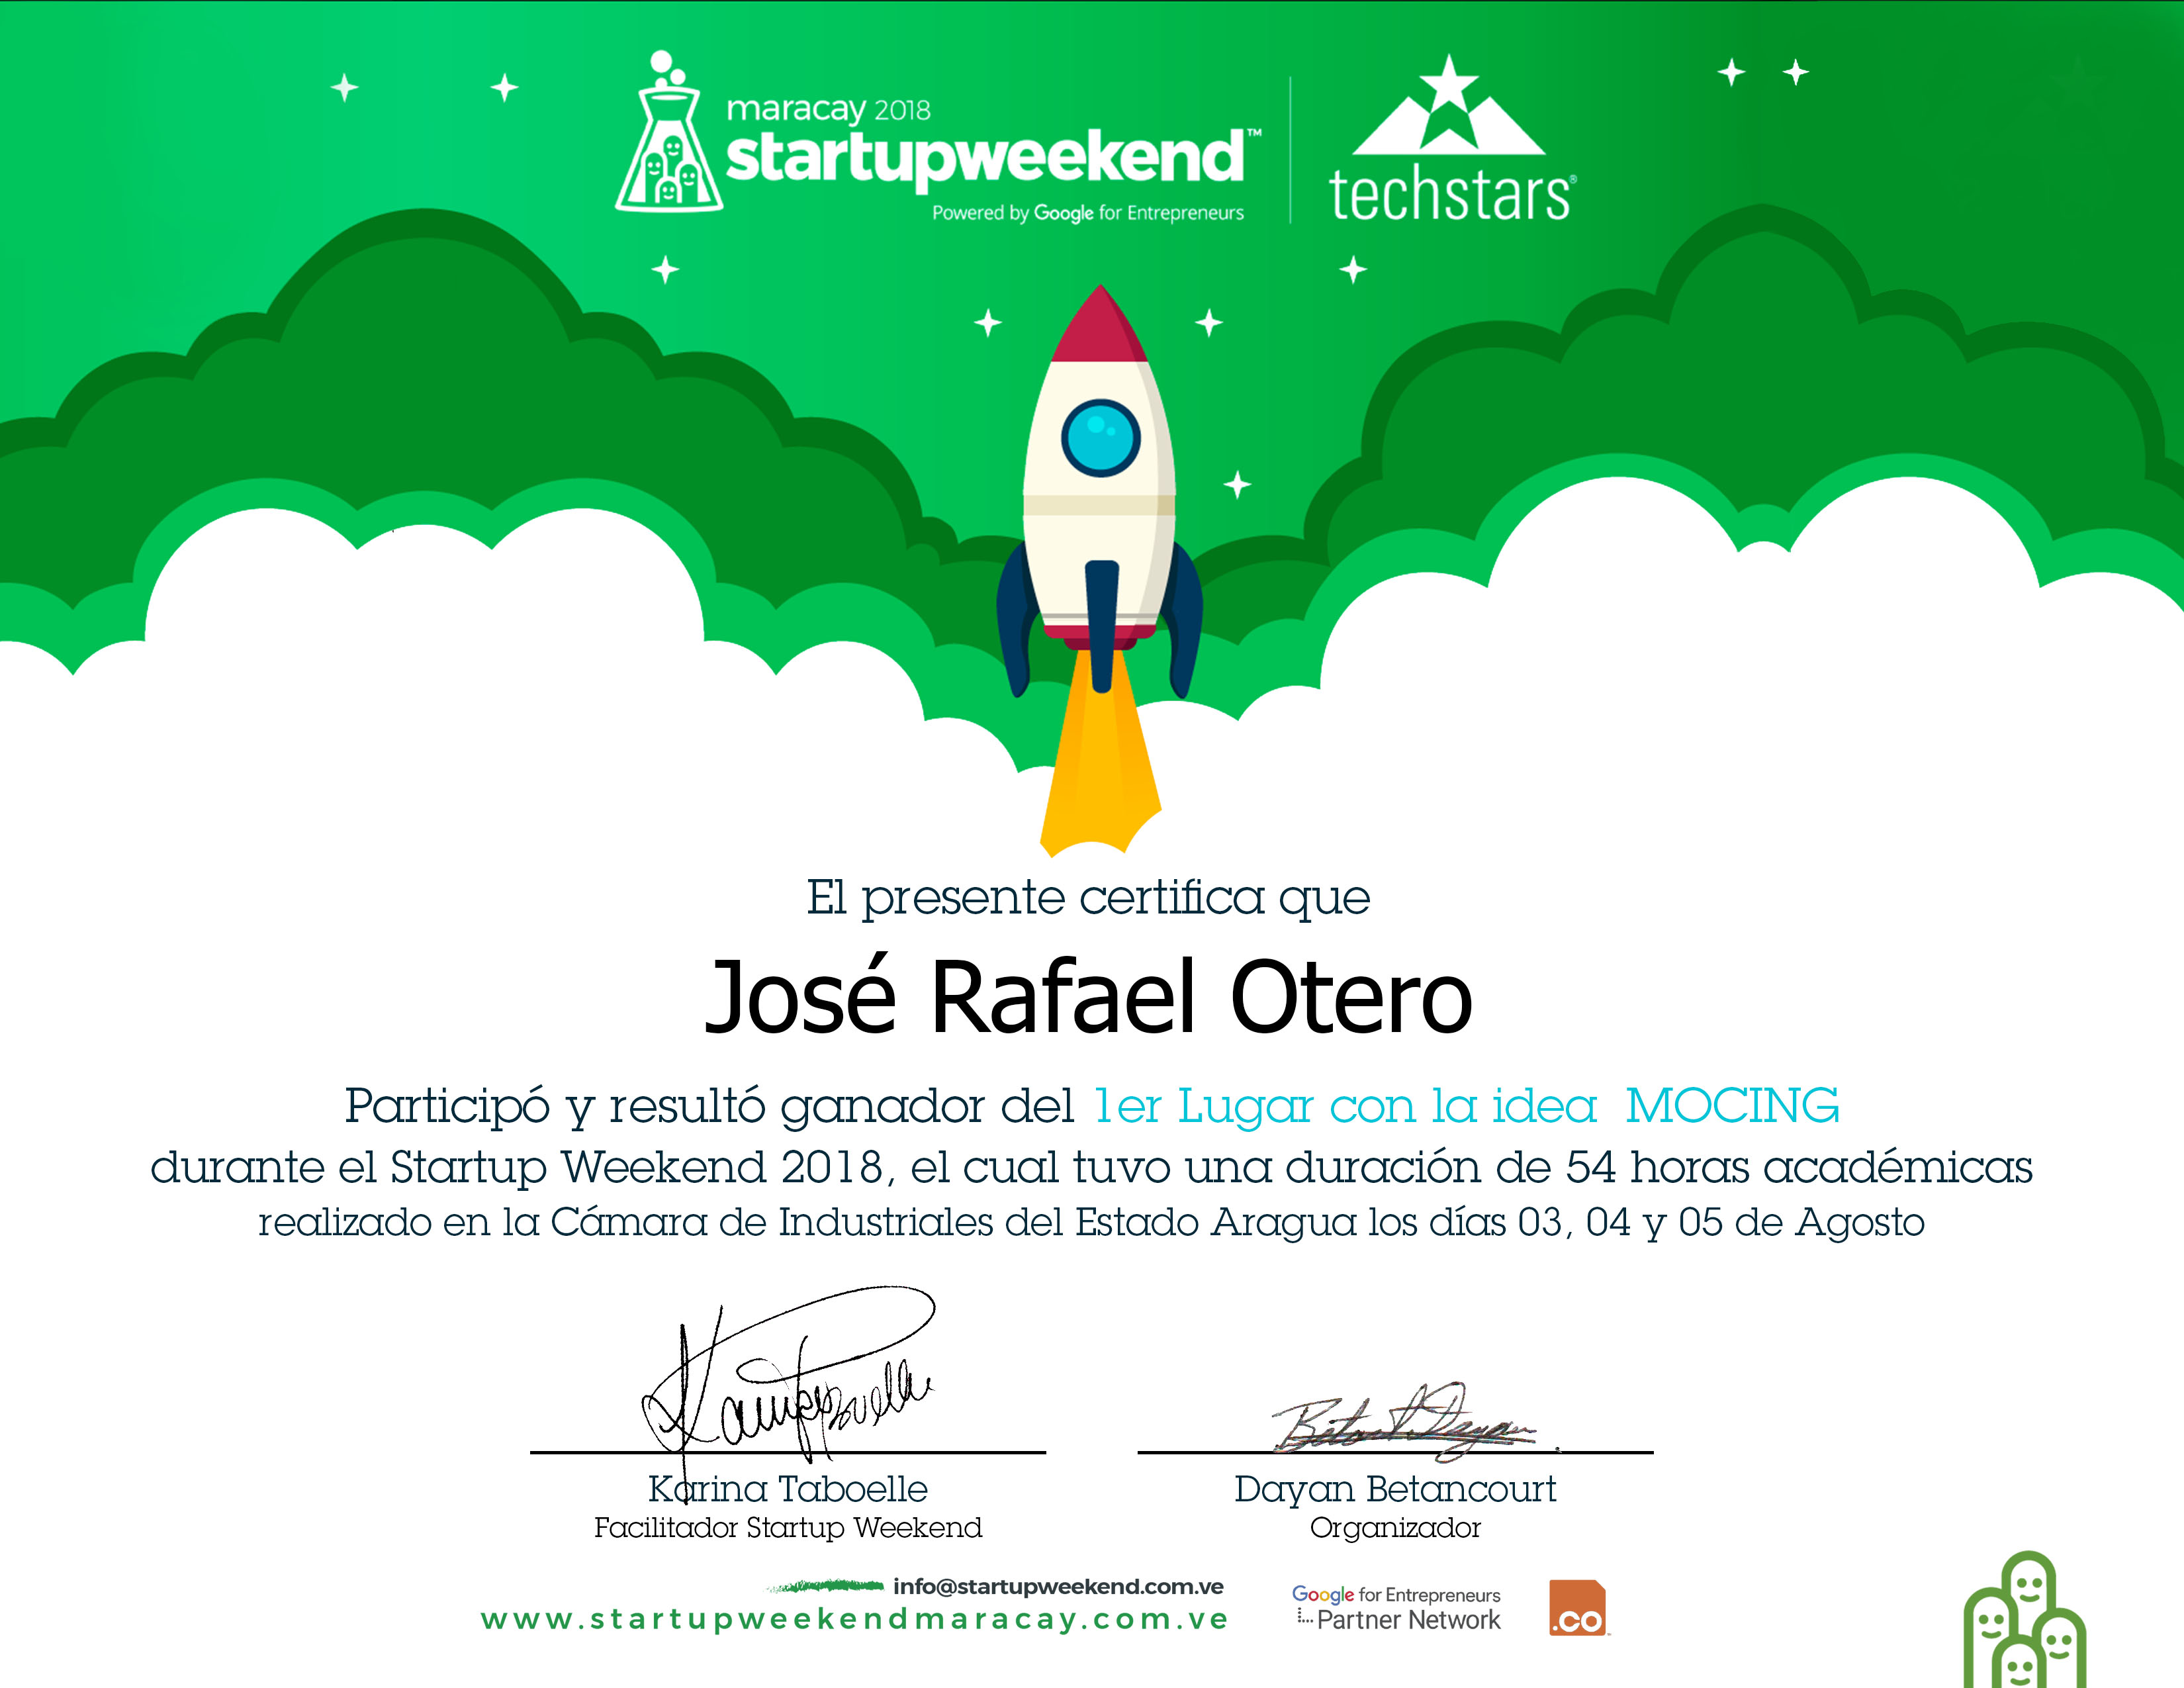 maracay 2018
startupweekend™
Powered by Google for Entrepreneurs
techstars®
El presente certifica que
José Rafael Otero
Participó y resultó ganador del 1er Lugar con la idea MOCING
durante el Startup Weekend 2018, el cual tuvo una duración de 54 horas académicas
realizado en la Cámara de Industriales del Estado Aragua los días 03, 04 y 05 de Agosto
Karina Taboelle
Facilitador Startup Weekend
Dayan Betancourt
Organizador
info@startupweekend.com.ve
www.startupweekendmaracay.com.ve
Google for Entrepreneurs
Partner Network
.co